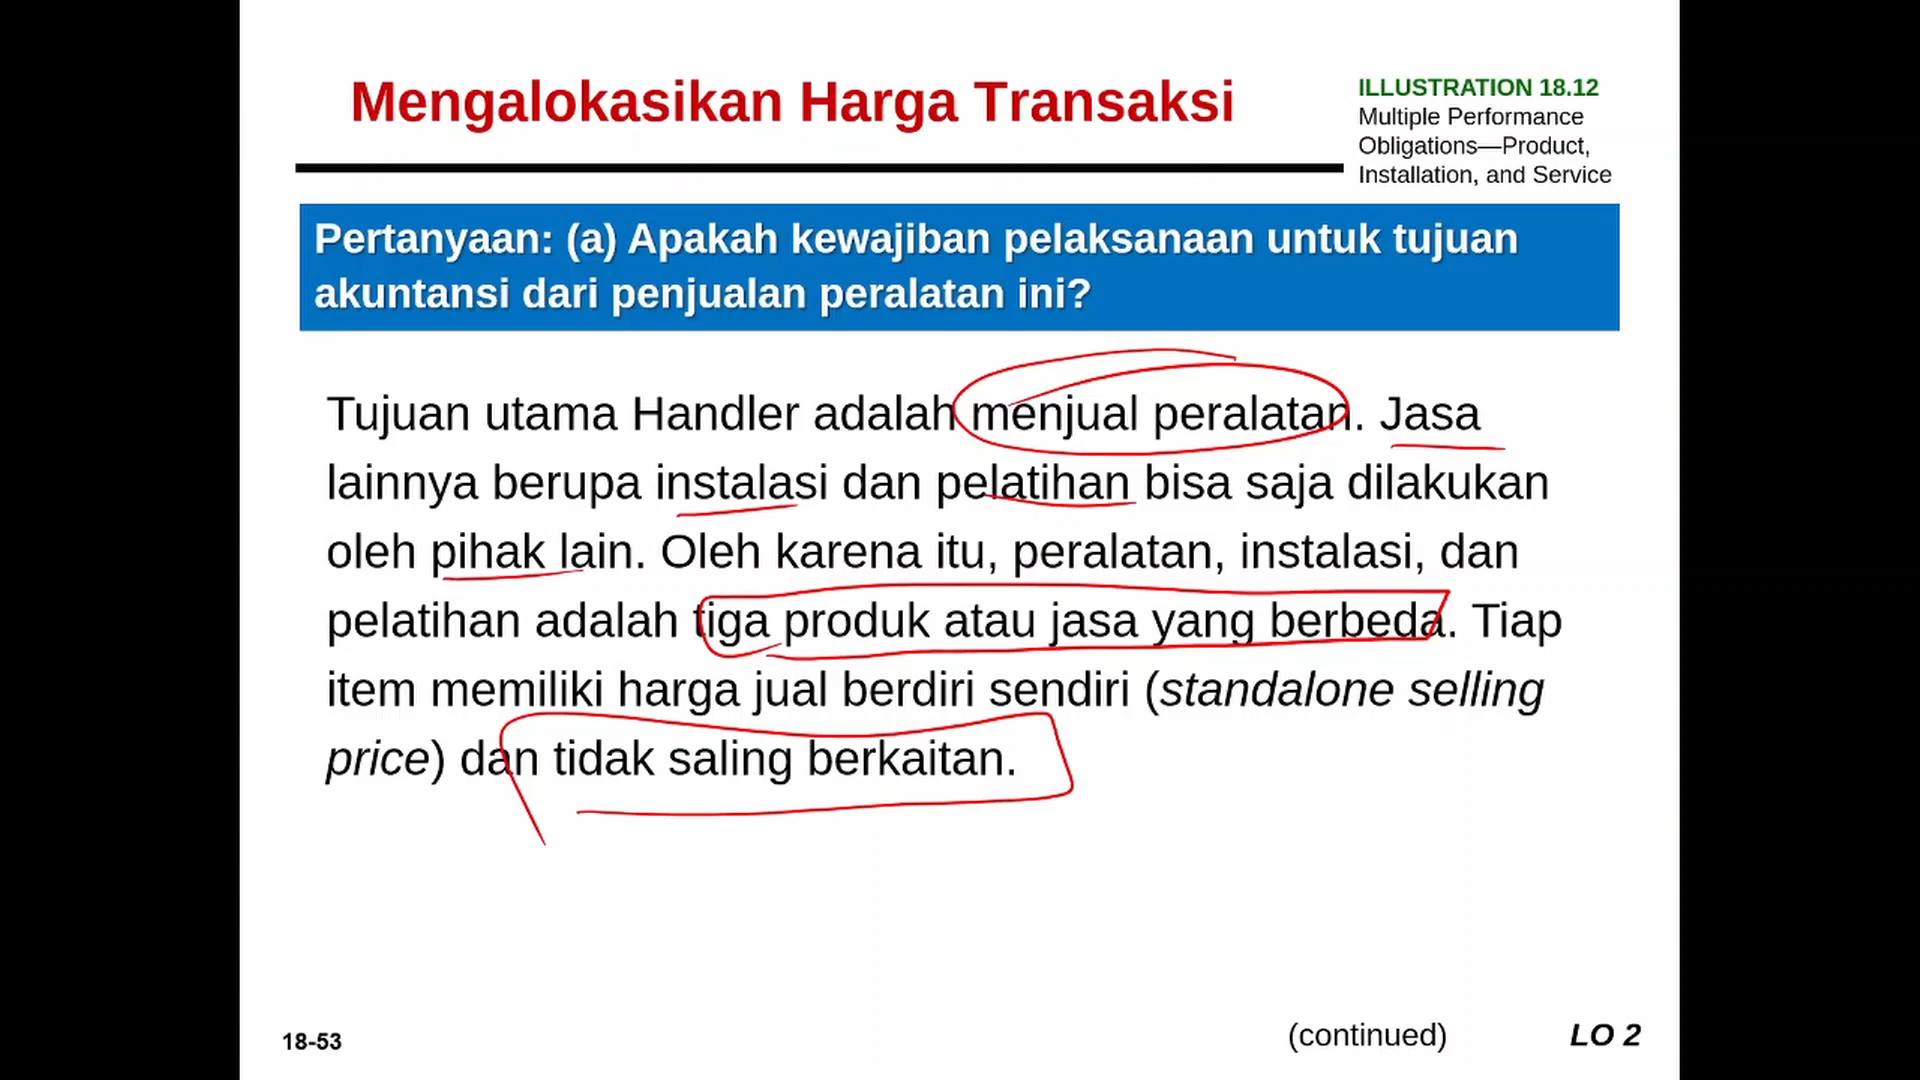 Mengalokasikan Harga Transaksi
ILLUSTRATION 18.12
Multiple Performance
Obligations—Product,
Installation, and Service
Pertanyaan: (a) Apakah kewajiban pelaksanaan untuk tujuan
akuntansi dari penjualan peralatan ini?
Tujuan utama Handler adalah menjual peralatan. Jasa
lainnya berupa instalasi dan pelatihan bisa saja dilakukan
oleh pihak lain. Oleh karena itu, peralatan, instalasi, dan
pelatihan adalah tiga produk atau jasa yang berbeda. Tiap
item memiliki harga jual berdiri sendiri (standalone selling
price) dan tidak saling berkaitan.
18-53
(continued)
LO 2